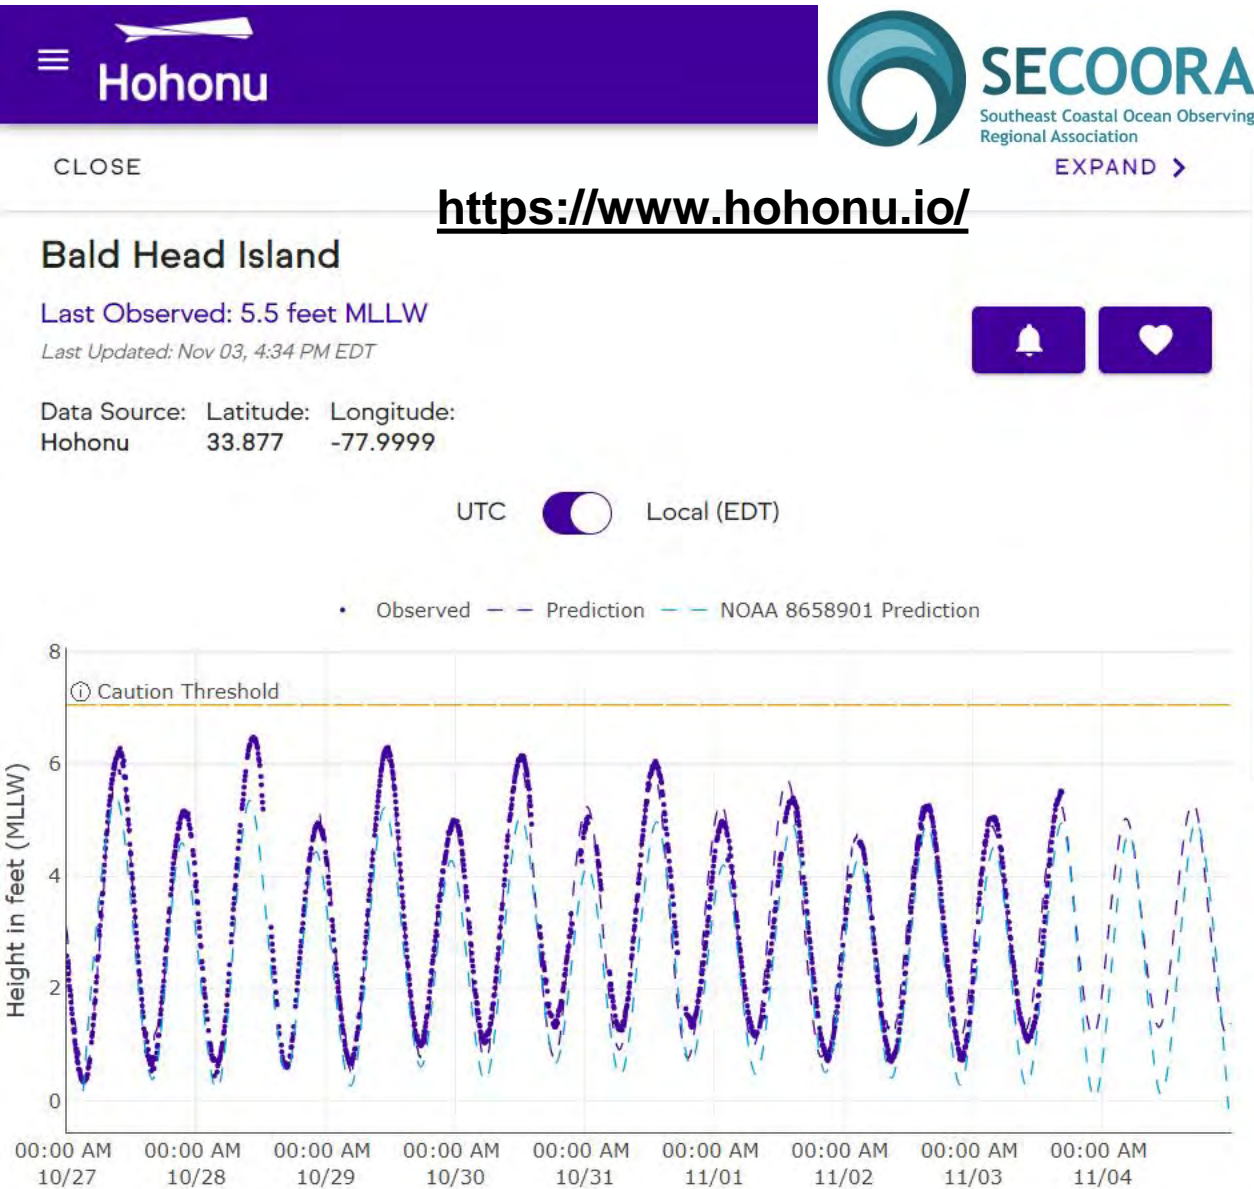 Hohonu
SECOORA
Southeast Coastal Ocean Observing
Regional Association
CLOSE
EXPAND
https://www.hohonu.io/
Bald Head Island
Last Observed: 5.5 feet MLLW
Last Updated: Nov 03, 4:34 PM EDT
Data Source: Latitude: Longitude:
Hohonu 33.877 -77.9999
UTC Local (EDT)
Observed Prediction NOAA 8658901 Prediction
8
Caution Threshold
6
4
2
0
Height in feet (MLLW)
00:00 AM 00:00 AM 00:00 AM 00:00 AM 00:00 AM 00:00 AM 00:00 AM 00:00 AM 00:00 AM
10/27 10/28 10/29 10/30 10/31 11/01 11/02 11/03 11/04